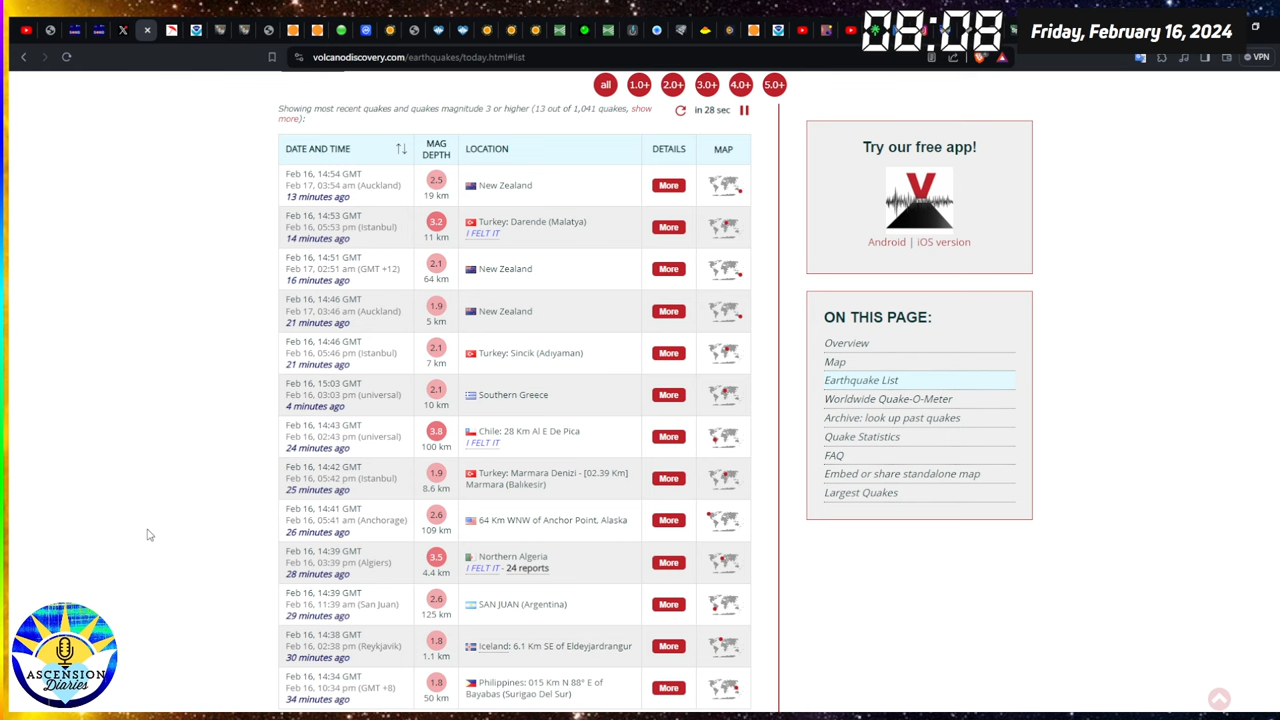 08:08
Friday, February 16, 2024
volcanodiscovery.com/earthquakes/today.html#list
VPN
all
1.0+
2.0+
3.0+
4.0+
5.0+
Showing most recent quakes and quakes magnitude 3 or higher (13 out of 1,041 quakes, show
more):
in 28 sec
DATE AND TIME
MAG
DEPTH
LOCATION
DETAILS
MAP
Feb 16, 14:54 GMT
Feb 17, 03:54 am (Auckland)
13 minutes ago
2.5
19 km
New Zealand
More
Feb 16, 14:53 GMT
Feb 16, 05:53 pm (Istanbul)
14 minutes ago
3.2
11 km
Turkey: Darende (Malatya)
I FELT IT
More
Feb 16, 14:51 GMT
Feb 17, 02:51 am (GMT +12)
16 minutes ago
2.1
64 km
New Zealand
More
Feb 16, 14:46 GMT
Feb 17, 03:46 am (Auckland)
21 minutes ago
1.9
5 km
New Zealand
More
Feb 16, 14:46 GMT
Feb 16, 05:46 pm (Istanbul)
21 minutes ago
2.1
7 km
Turkey: Sincik (Adıyaman)
More
Feb 16, 15:03 GMT
Feb 16, 03:03 pm (universal)
4 minutes ago
2.1
10 km
Southern Greece
More
Feb 16, 14:43 GMT
Feb 16, 02:43 pm (universal)
24 minutes ago
3.8
100 km
Chile: 28 Km Al E De Pica
I FELT IT
More
Feb 16, 14:42 GMT
Feb 16, 05:42 pm (Istanbul)
25 minutes ago
1.9
8.6 km
Turkey: Marmara Denizi - [02.39 Km]
Marmara (Balıkesir)
More
Feb 16, 14:41 GMT
Feb 16, 05:41 am (Anchorage)
26 minutes ago
2.6
109 km
64 Km WNW of Anchor Point, Alaska
More
Feb 16, 14:39 GMT
Feb 16, 03:39 pm (Algiers)
28 minutes ago
3.5
4.4 km
Northern Algeria
I FELT IT - 24 reports
More
Feb 16, 14:39 GMT
Feb 16, 11:39 am (San Juan)
29 minutes ago
2.6
125 km
SAN JUAN (Argentina)
More
Feb 16, 14:38 GMT
Feb 16, 02:38 pm (Reykjavik)
30 minutes ago
1.8
1.1 km
Iceland: 6.1 Km SE of Eldeyjardrangur
More
Feb 16, 14:34 GMT
Feb 16, 10:34 pm (GMT +8)
34 minutes ago
1.8
50 km
Philippines: 015 Km N 88° E of
Bayabas (Surigao Del Sur)
More
Try our free app!
Android | iOS version
ON THIS PAGE:
Overview
Map
Earthquake List
Worldwide Quake-O-Meter
Archive: look up past quakes
Quake Statistics
FAQ
Embed or share standalone map
Largest Quakes
ASCENSION
Diaries